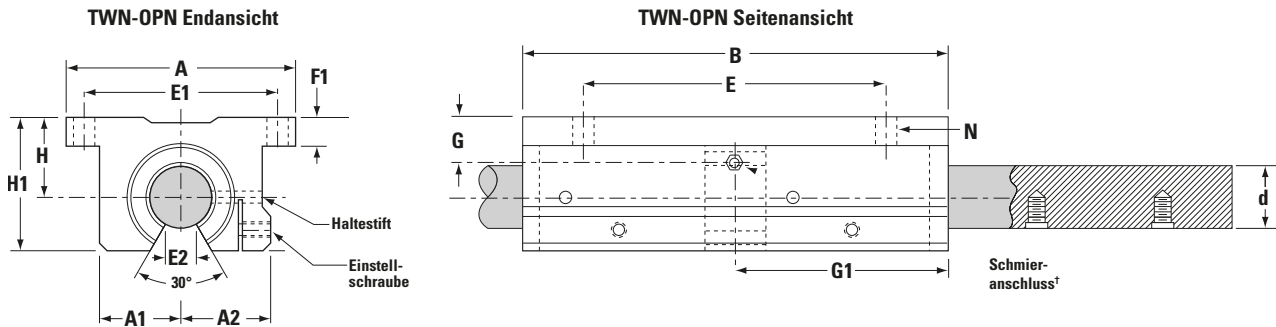 TWN-OPN Endansicht
TWN-OPN Seitenansicht
A
E1
F1
H
H1
Haltestift
Einstell-
schraube
E2
30°
A1
A2
B
E
G
N
d
G1
Schmier-
anschluss†